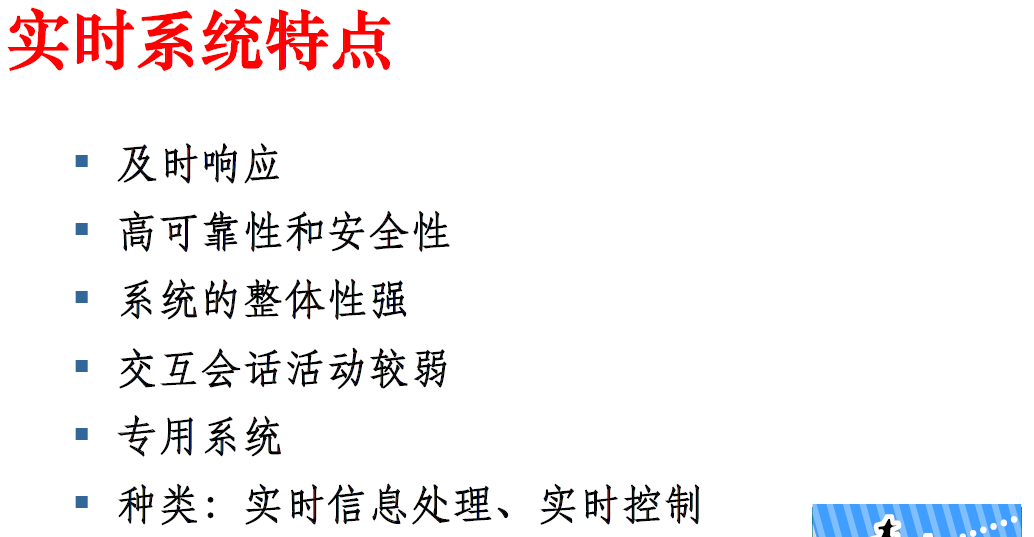 实时系统特点
及时响应
高可靠性和安全性
系统的整体性强
交互会话活动较弱
专用系统
种类：实时信息处理、实时控制